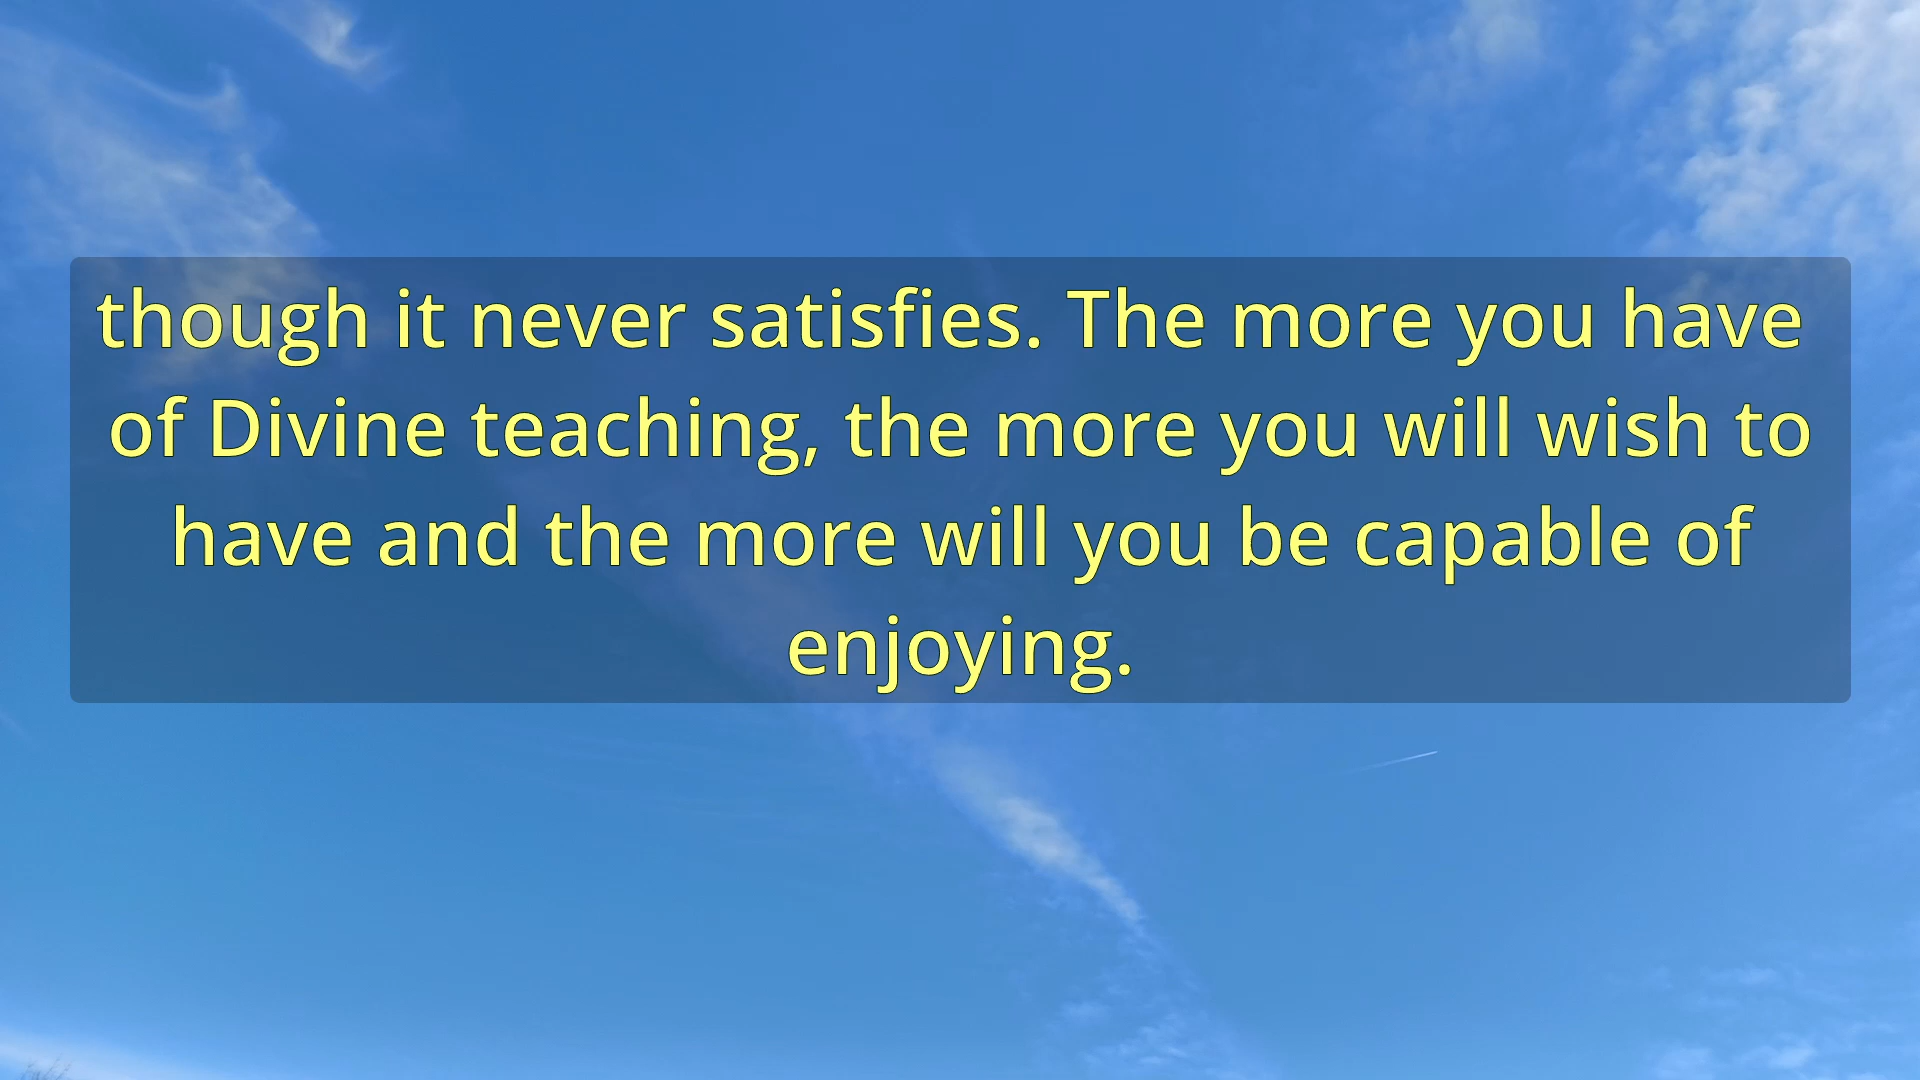 though it never satisfies. The more you have
of Divine teaching, the more you will wish to
have and the more will you be capable of
enjoying.